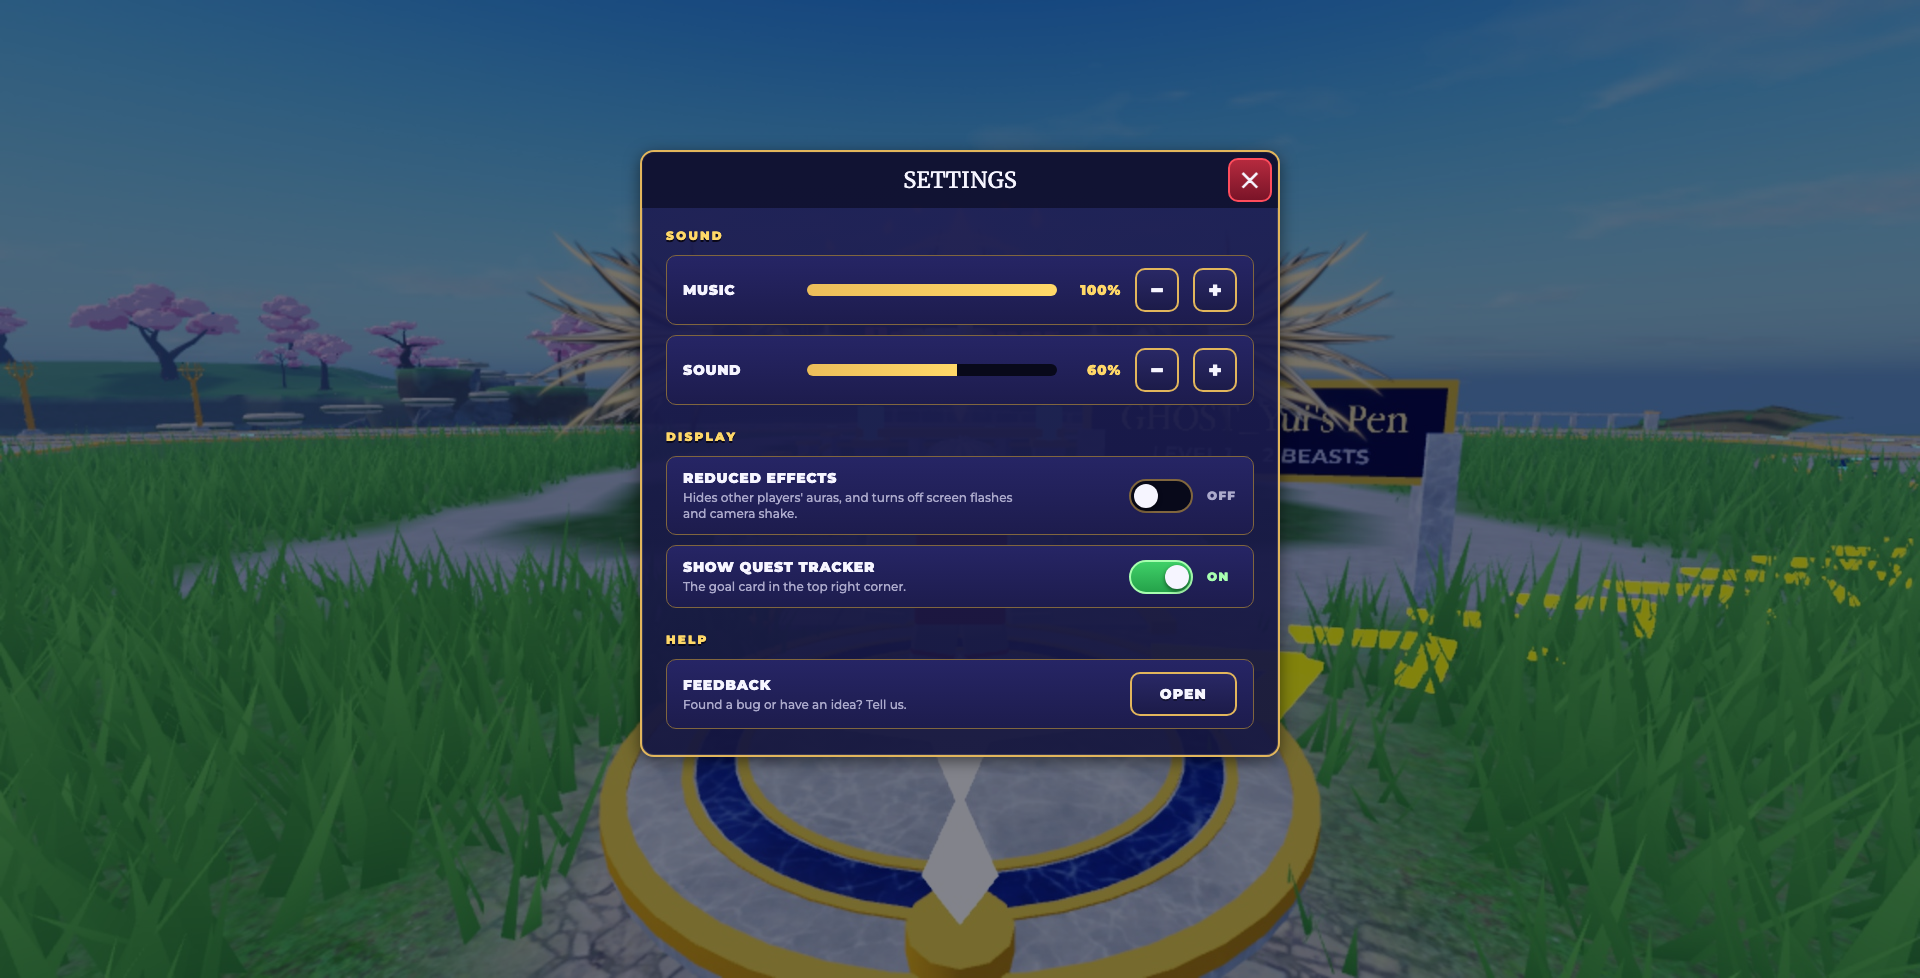 SETTINGS
SOUND
MUSIC
100%
SOUND
60%
DISPLAY
REDUCED EFFECTS
Hides other players' auras, and turns off screen flashes
and camera shake.
OFF
SHOW QUEST TRACKER
The goal card in the top right corner.
ON
HELP
FEEDBACK
Found a bug or have an idea? Tell us.
OPEN
GHOST_Yui's Pen
BEASTS